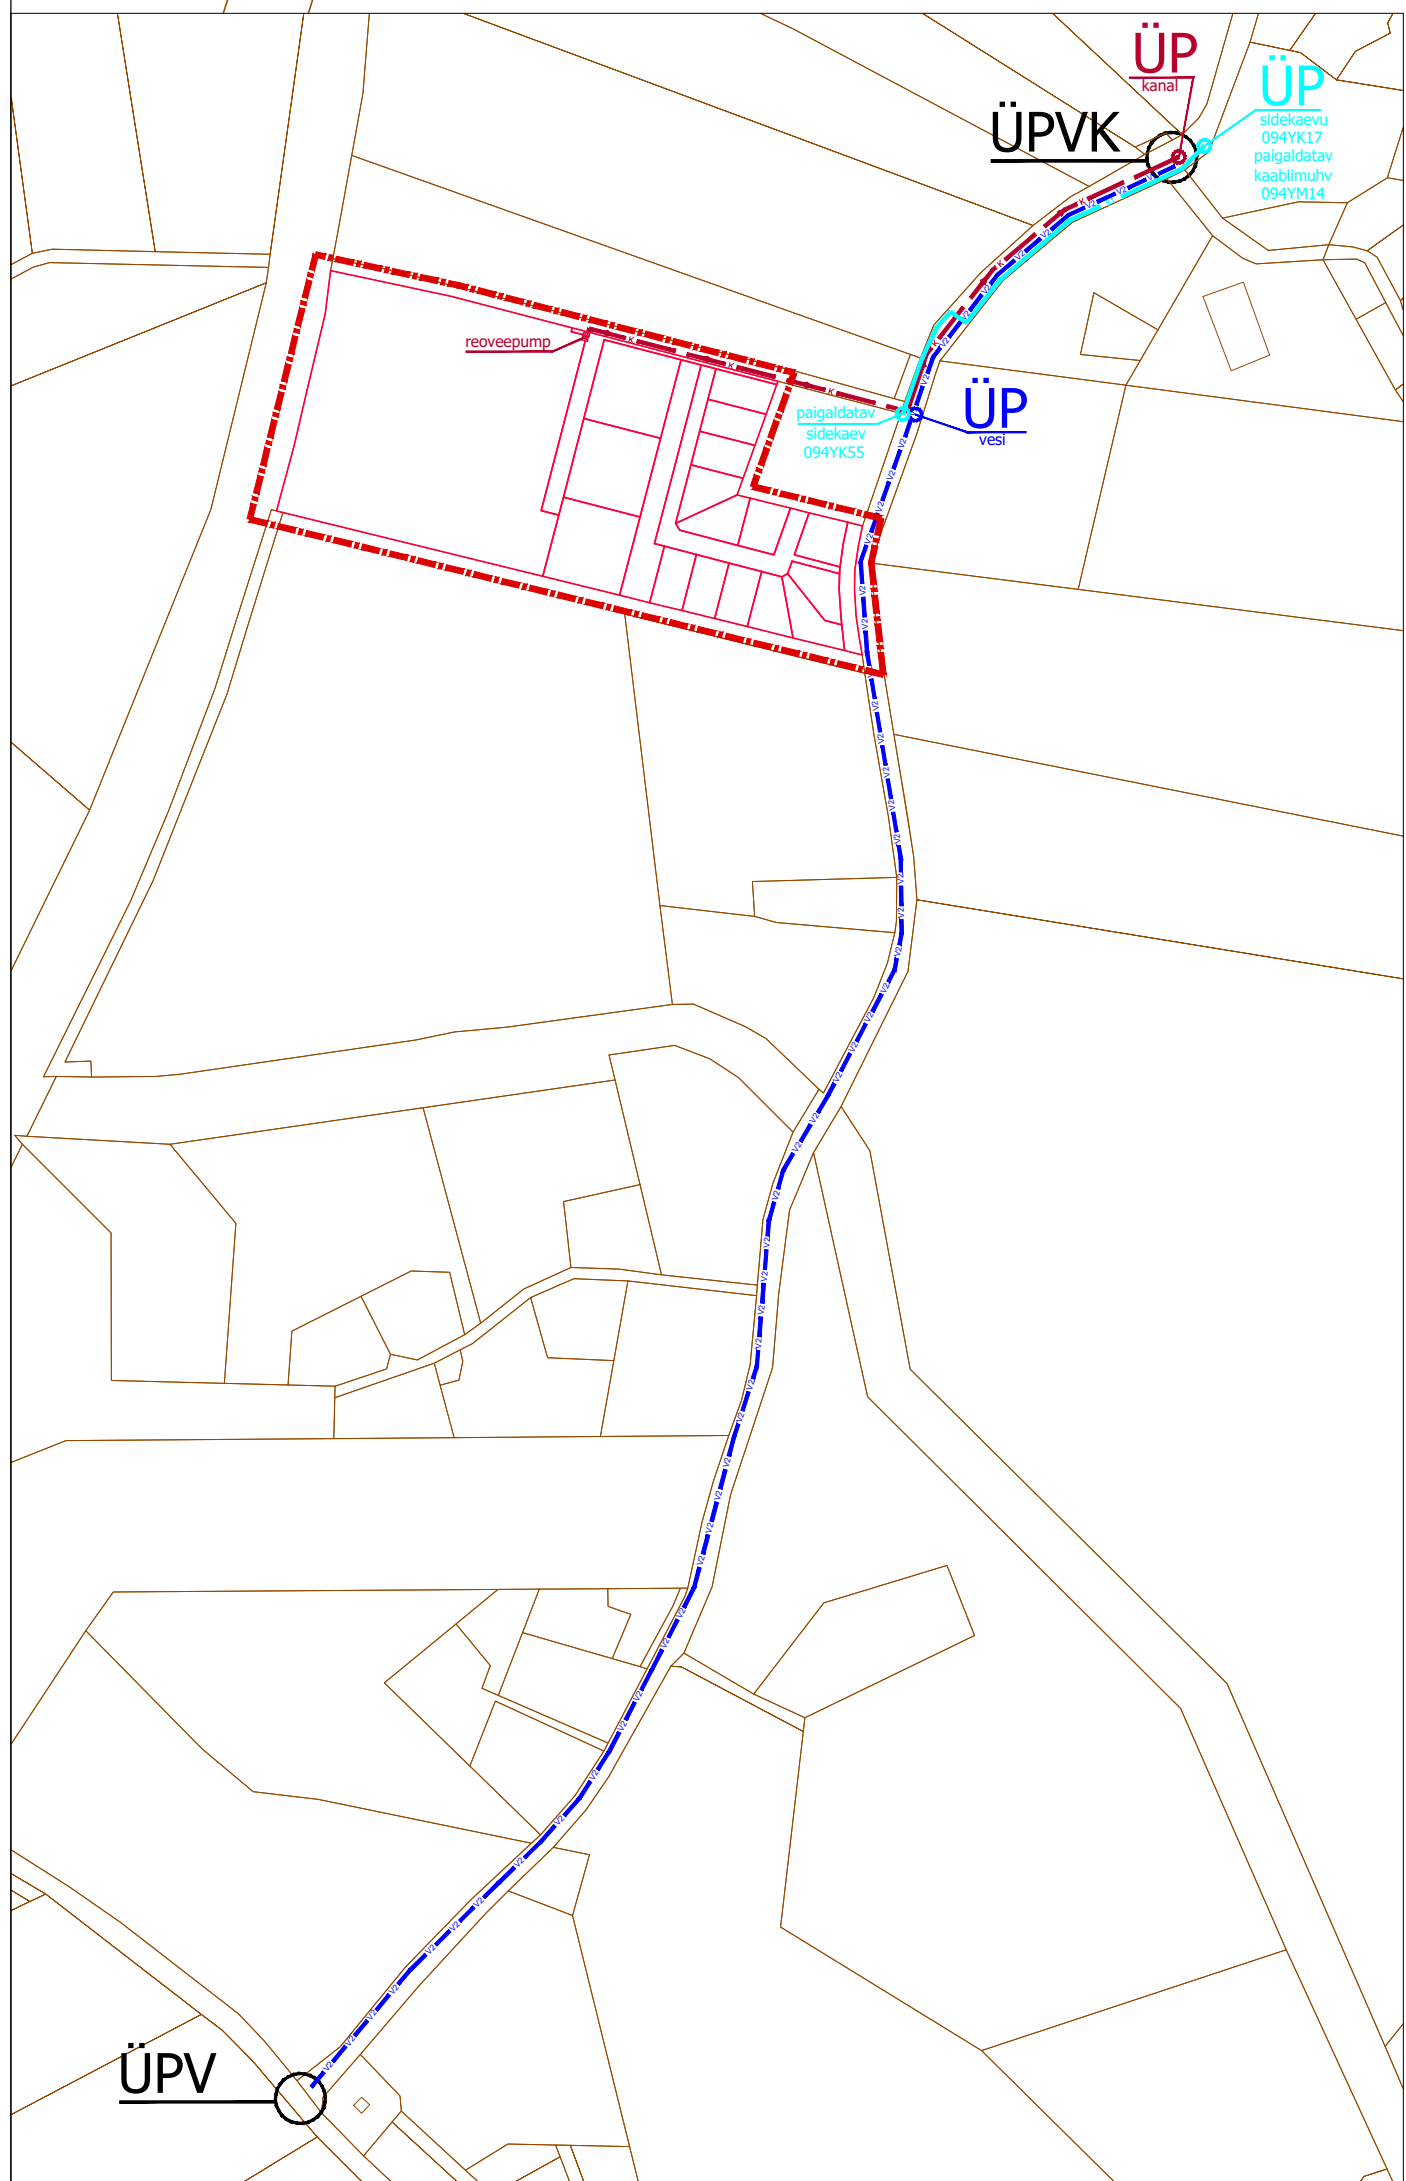 ÜP
kanal
ÜP
sidekaevu
094YK17
paigaldatav
kaablimuhv
094YM14
ÜPVK
reoveepump
paigaldatav
sidekaev
094YK55
ÜP
vesi
ÜPV